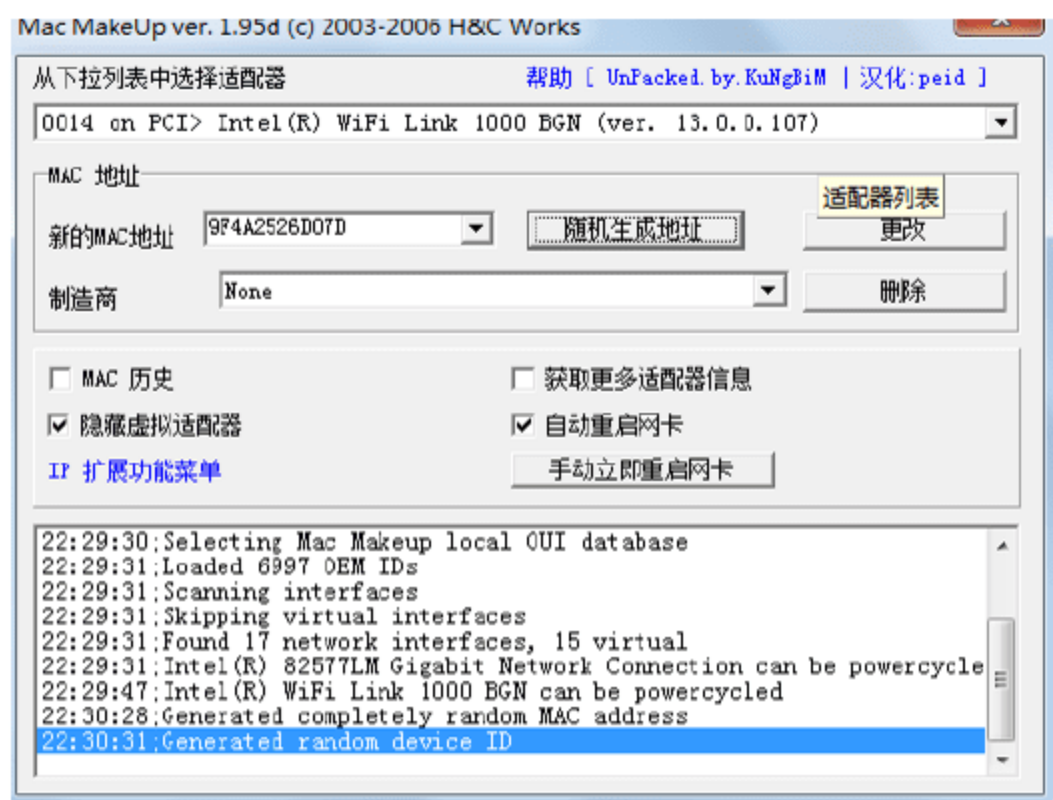 Mac MakeUp ver. 1.95d (c) 2003-2006 H&C Works
从下拉列表中选择适配器 帮助 [ UnPacked.by.KuNgBiM | 汉化:peid ]
0014 on PCI> Intel(R) WiFi Link 1000 BGN (ver. 13.0.0.107)
MAC 地址
适配器列表
新的MAC地址 9F4A2526D07D 随机生成地址 更改
制造商 None 删除
MAC 历史 获取更多适配器信息
隐藏虚拟适配器 自动重启网卡
IP 扩展功能菜单 手动立即重启网卡
22:29:30;Selecting Mac Makeup local OUI database
22:29:31;Loaded 6997 OEM IDs
22:29:31;Scanning interfaces
22:29:31;Skipping virtual interfaces
22:29:31;Found 17 network interfaces, 15 virtual
22:29:31;Intel(R) 82577LM Gigabit Network Connection can be powercycle
22:29:47;Intel(R) WiFi Link 1000 BGN can be powercycled
22:30:28;Generated completely random MAC address
22:30:31;Generated random device ID